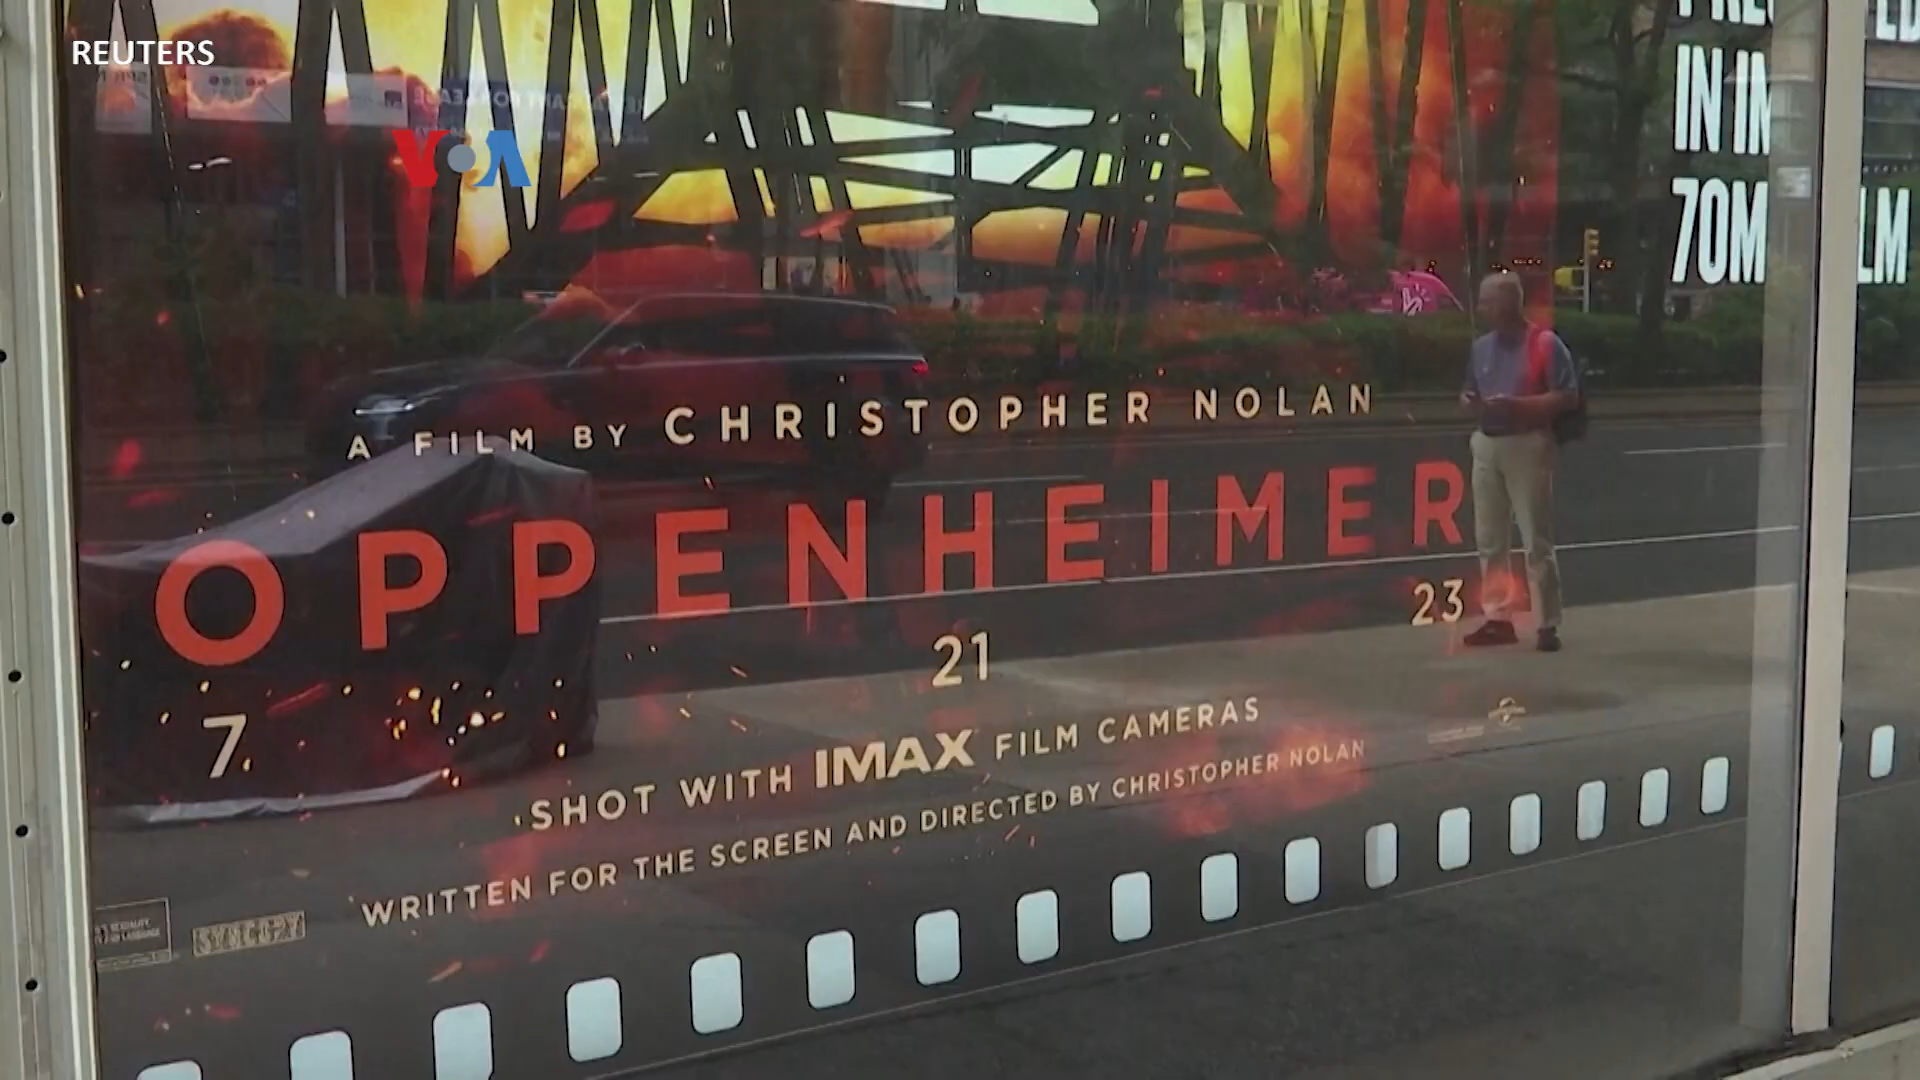 REUTERS
VOA
IN
70M
LM
A FILM BY CHRISTOPHER NOLAN
OPPENHEIMER
7 21 23
SHOT WITH IMAX FILM CAMERAS
WRITTEN FOR THE SCREEN AND DIRECTED BY CHRISTOPHER NOLAN
SYNCOPY